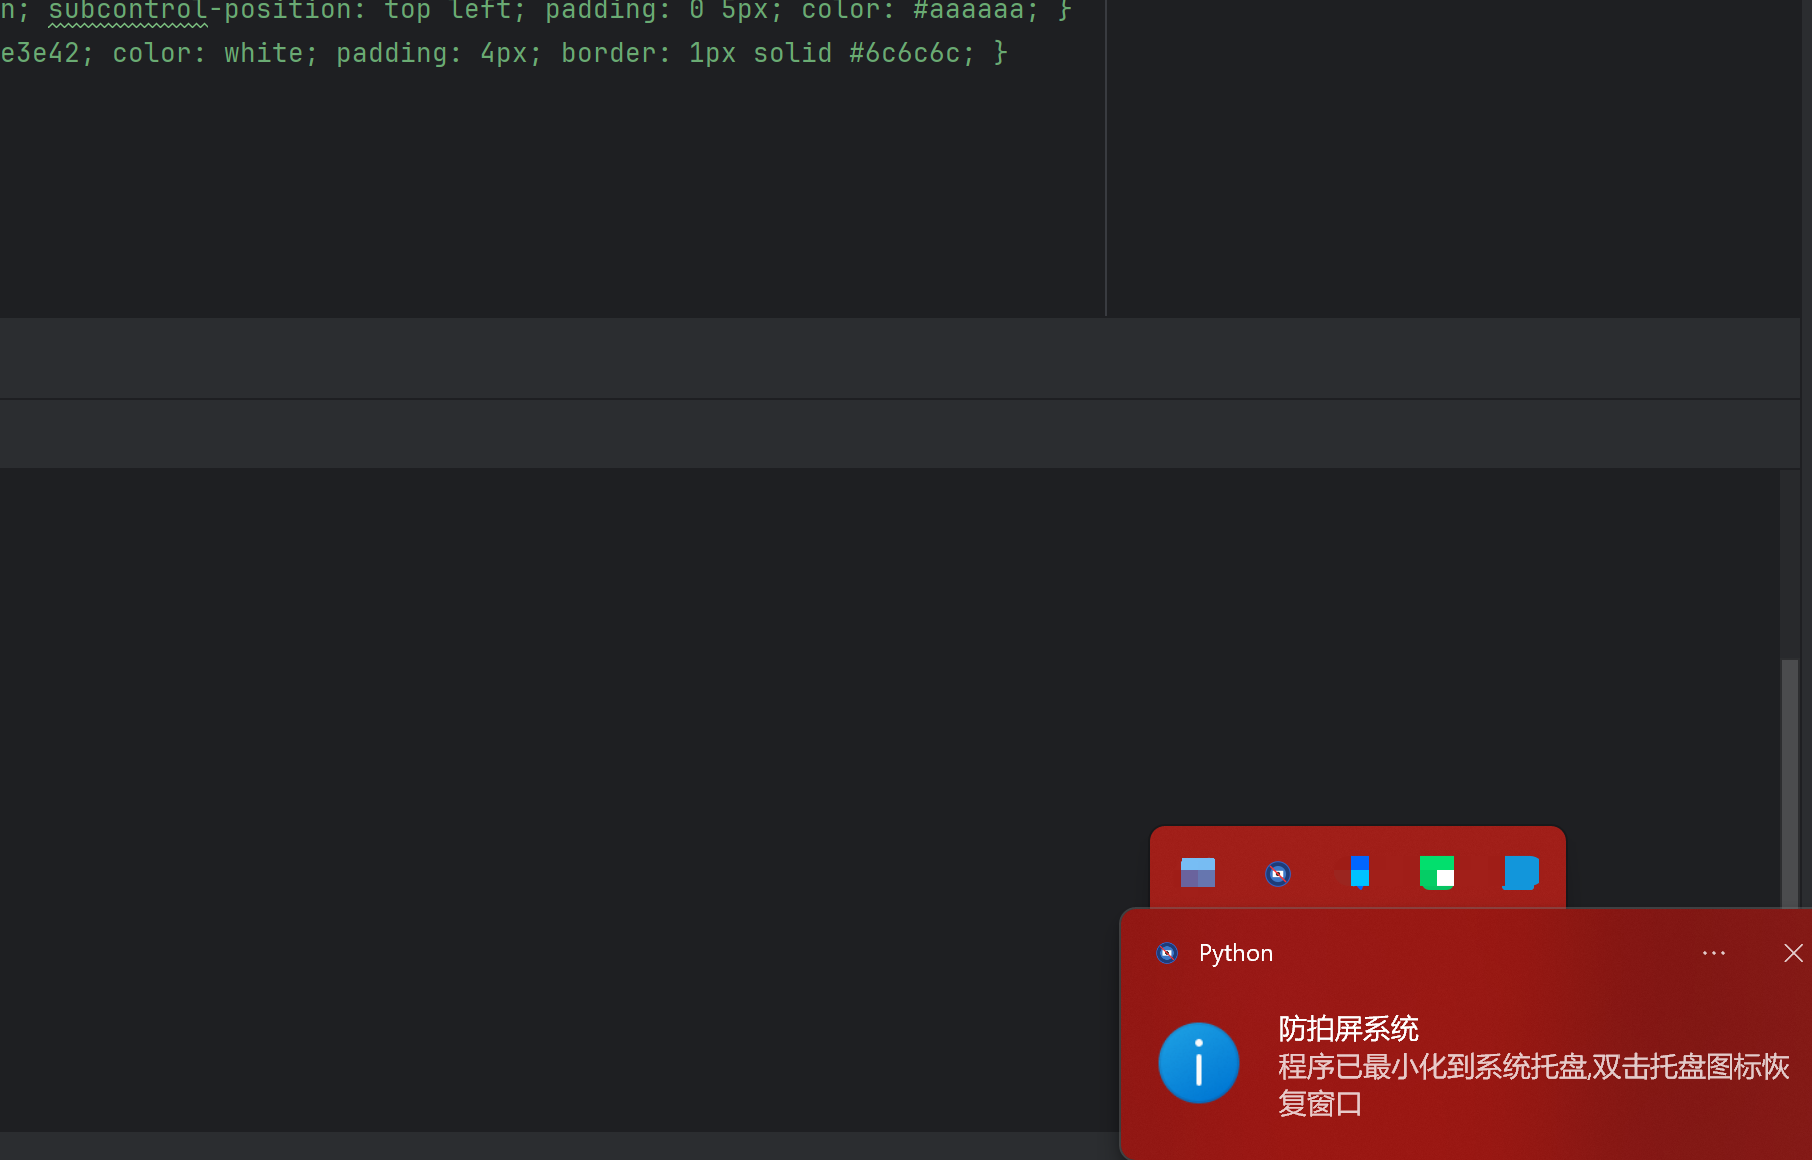 n; subcontrol-position: top left; padding: 0 5px; color: #aaaaaa; }
e3e42; color: white; padding: 4px; border: 1px solid #6c6c6c; }
Python
防拍屏系统
程序已最小化到系统托盘,双击托盘图标恢
复窗口